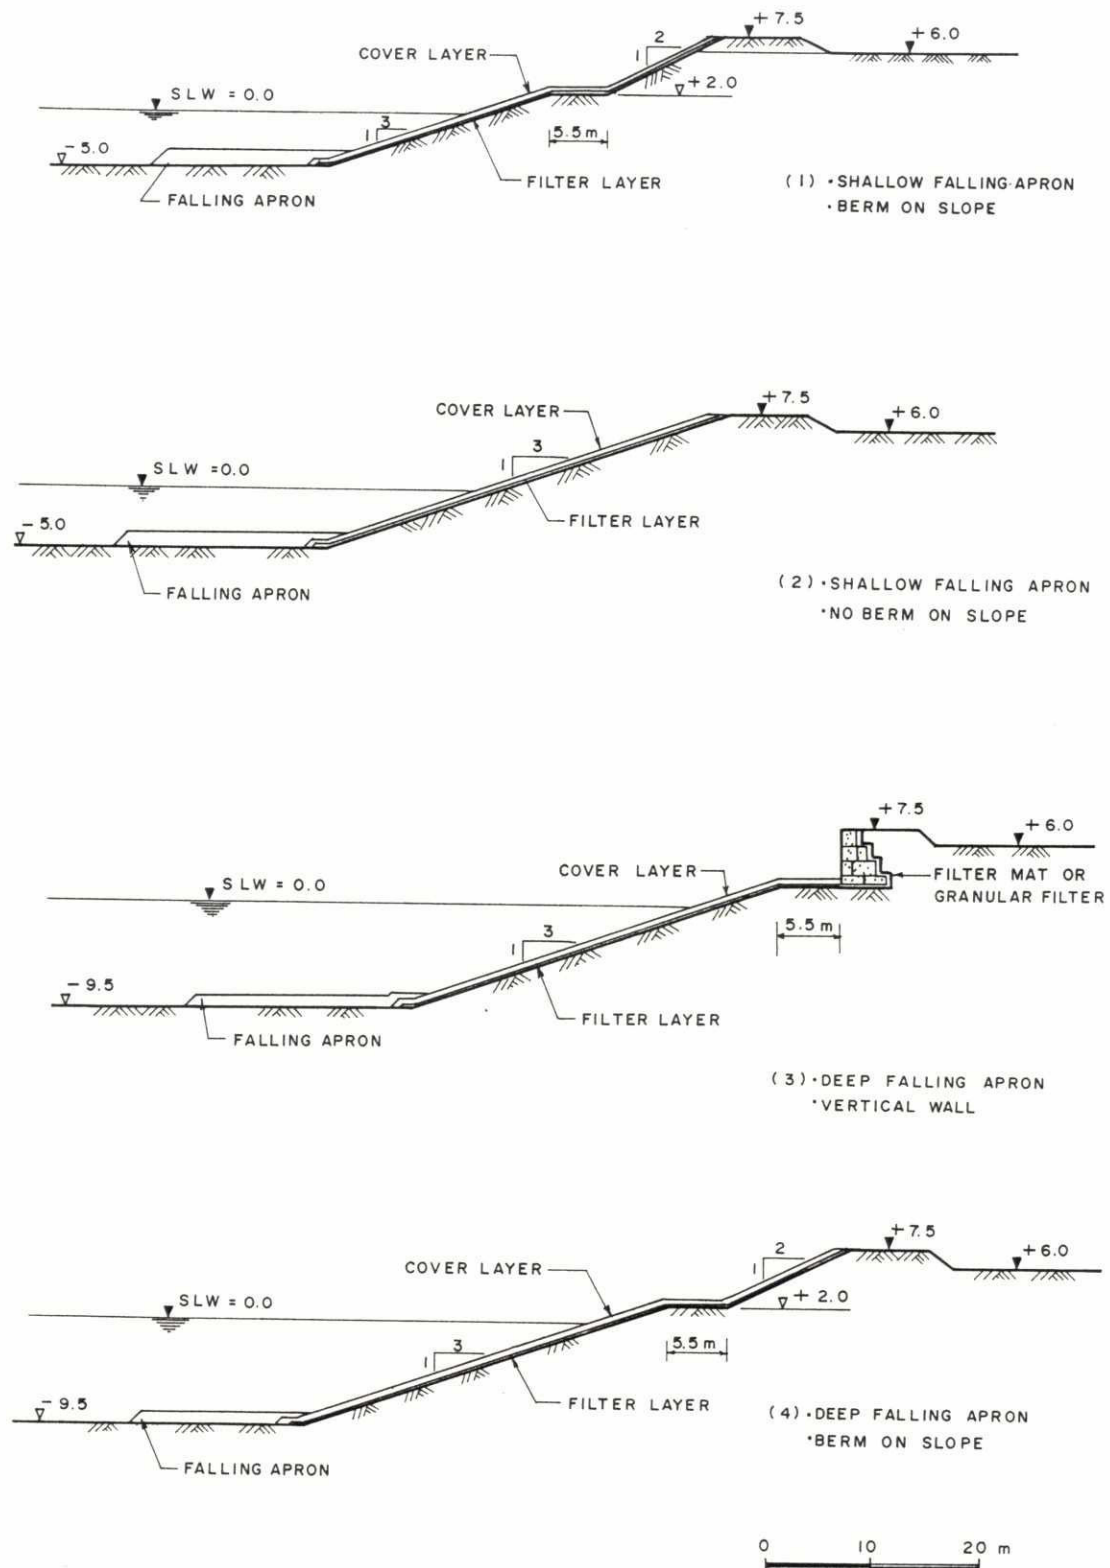 +7.5
2
+6.0
COVER LAYER
1
+2.0
SLW = 0.0
3
1
5.5m
-5.0
FILTER LAYER
FALLING APRON
(1) · SHALLOW FALLING APRON
· BERM ON SLOPE
+7.5
COVER LAYER
+6.0
3
1
SLW = 0.0
-5.0
FILTER LAYER
FALLING APRON
(2) · SHALLOW FALLING APRON
· NO BERM ON SLOPE
+7.5
+6.0
COVER LAYER
FILTER MAT OR
GRANULAR FILTER
SLW = 0.0
3
1
5.5m
-9.5
FILTER LAYER
FALLING APRON
(3) · DEEP FALLING APRON
· VERTICAL WALL
+7.5
2
+6.0
COVER LAYER
1
SLW = 0.0
+2.0
3
1
5.5m
-9.5
FILTER LAYER
(4) · DEEP FALLING APRON
· BERM ON SLOPE
FALLING APRON
0 10 20 m